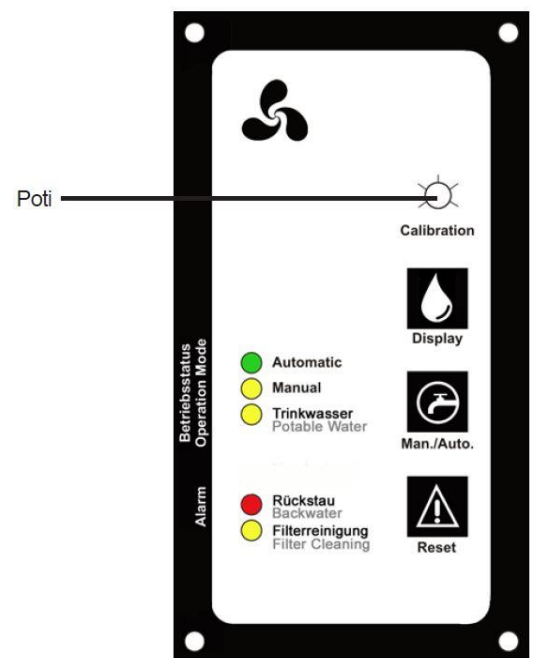 Poti
Calibration
Display
Betriebsstatus
Operation Mode
Automatic
Manual
Trinkwasser
Potable Water
Man./Auto.
Alarm
Rückstau
Backwater
Filterreinigung
Filter Cleaning
Reset